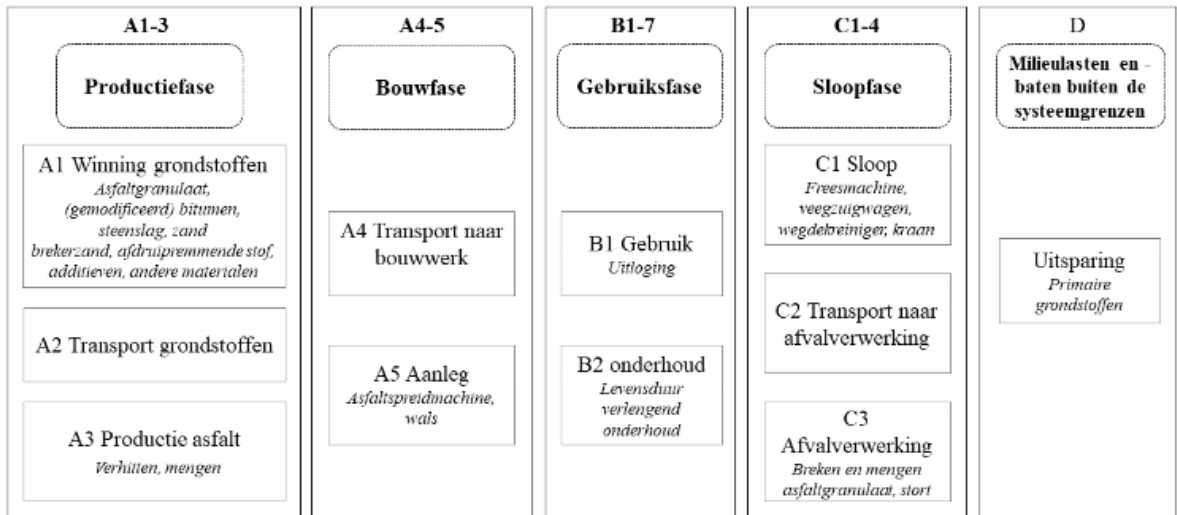 A1-3
Productiefase
A1 Winning grondstoffen
Asfaltgranulaat,
(gemodificeerd) bitumen,
steenslag, zand
brekerzand, afdruipremmende stof,
additieven, andere materialen
A2 Transport grondstoffen
A3 Productie asfalt
Verhitten, mengen
A4-5
Bouwfase
A4 Transport naar
bouwwerk
A5 Aanleg
Asfaltspreidmachine,
wals
B1-7
Gebruiksfase
B1 Gebruik
Uitloging
B2 onderhoud
Levensduur
verlengend
onderhoud
C1-4
Sloopfase
C1 Sloop
Freesmachine,
veegzuigwagen,
wegdekreiniger, kraan
C2 Transport naar
afvalverwerking
C3
Afvalverwerking
Breken en mengen
asfaltgranulaat, stort
D
Milieulasten en -
baten buiten de
systeemgrenzen
Uitsparing
Primaire
grondstoffen